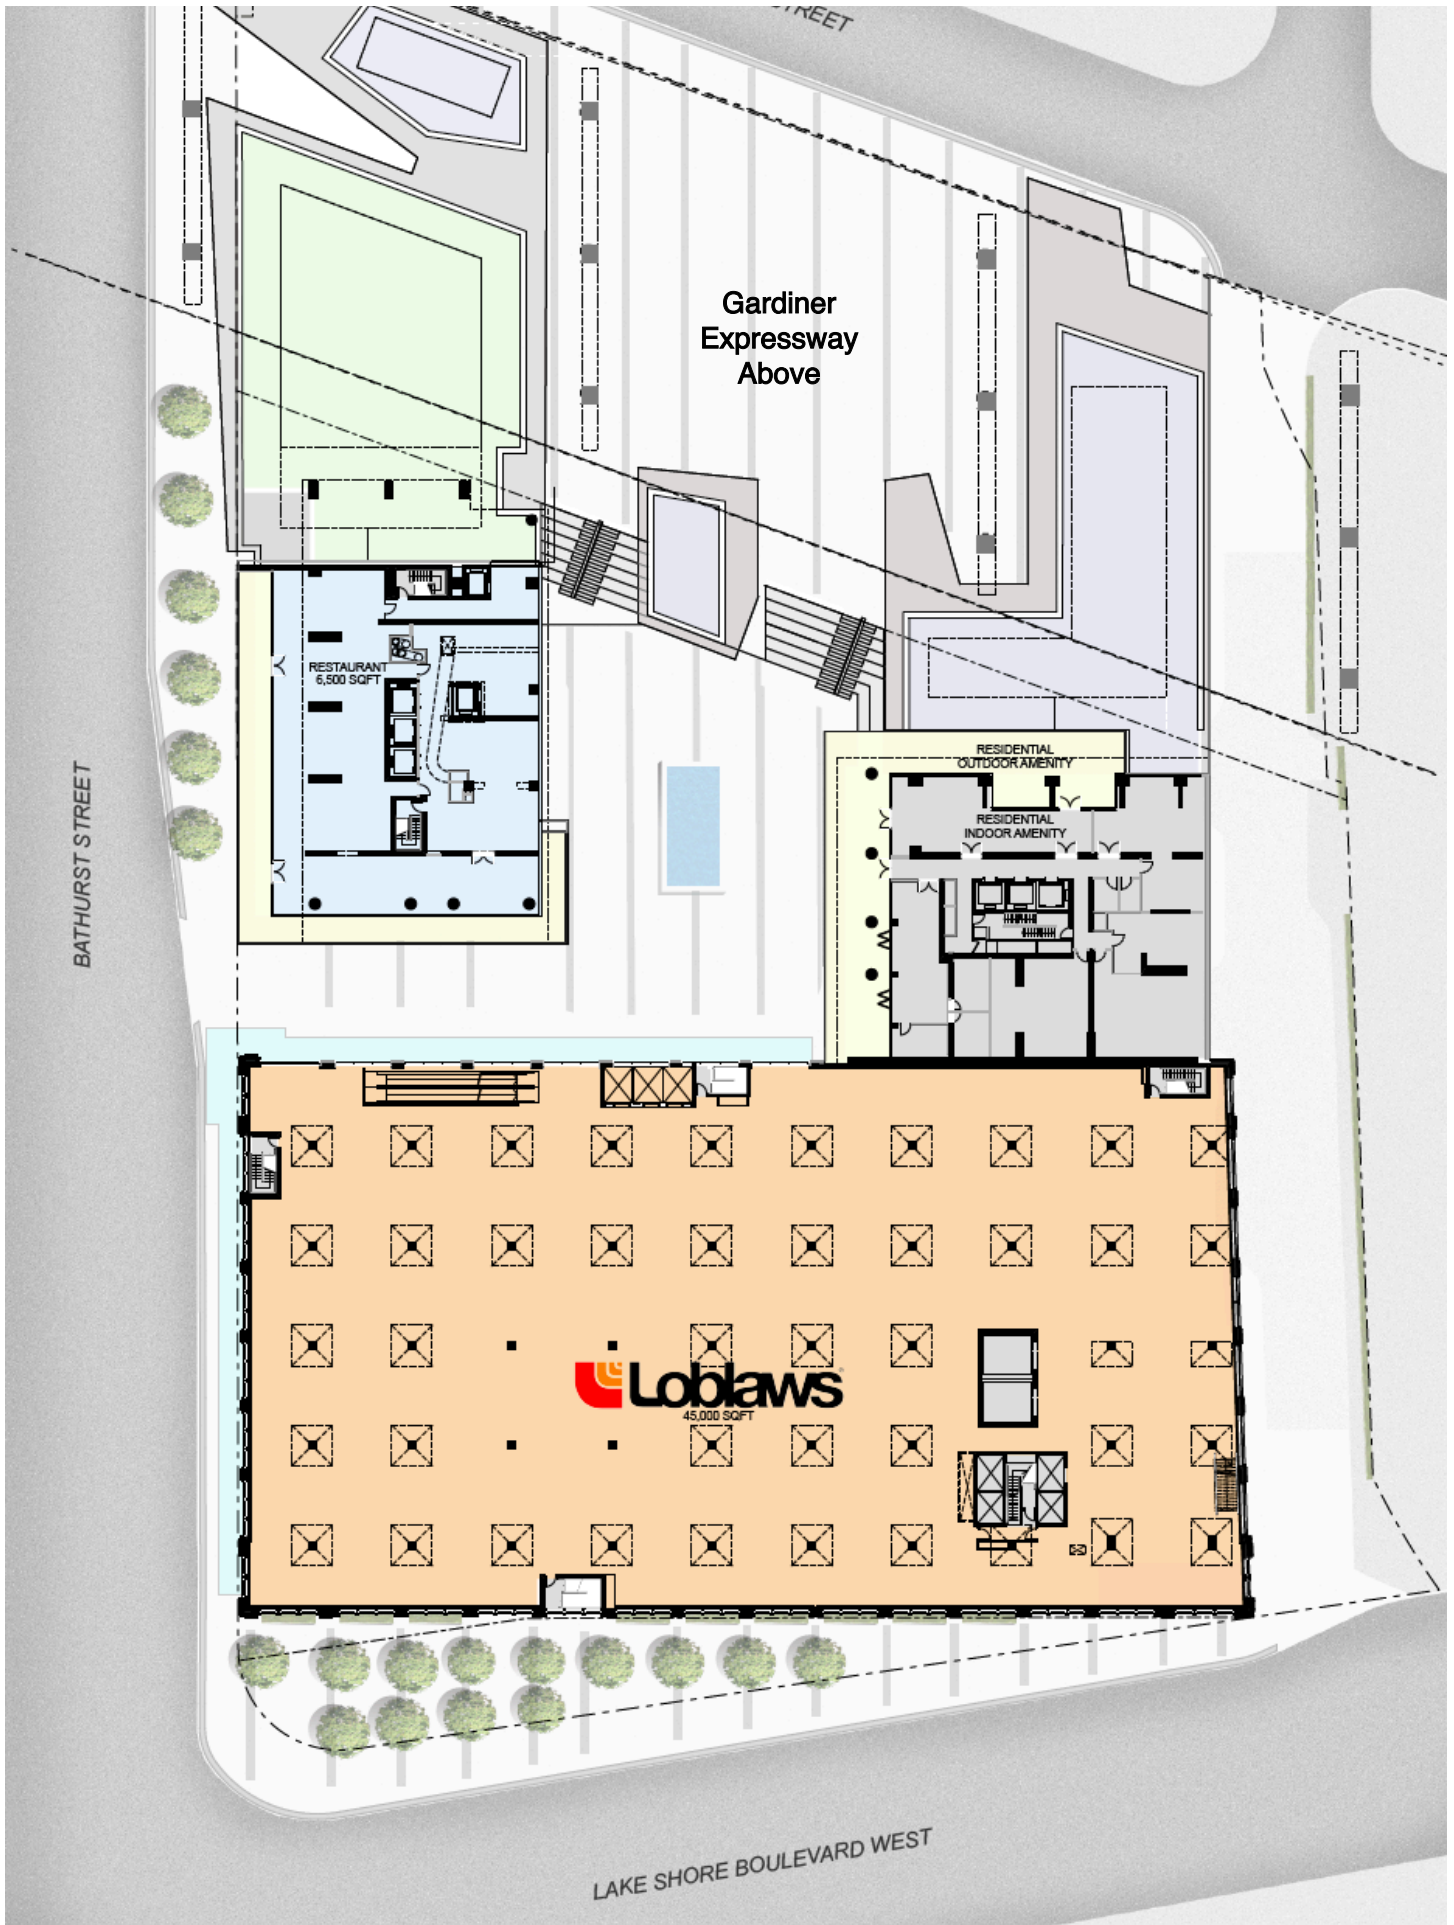 STREET
Gardiner
Expressway
Above
RESTAURANT
6,500 SQFT
RESIDENTIAL
OUTDOOR AMENITY
RESIDENTIAL
INDOOR AMENITY
BATHURST STREET
Loblaws
45,000 SQFT
LAKE SHORE BOULEVARD WEST